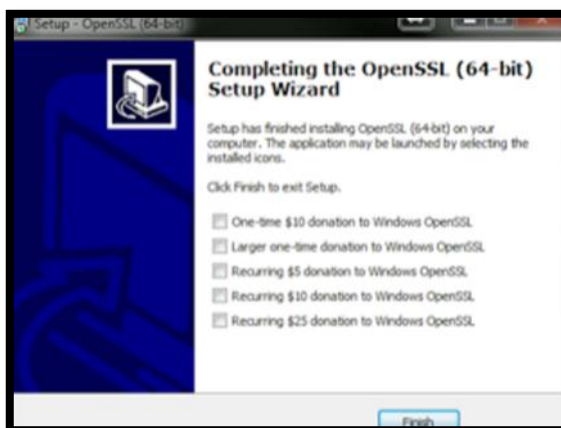 Setup - OpenSSL (64-bit)
Completing the OpenSSL (64-bit)
Setup Wizard
Setup has finished installing OpenSSL (64-bit) on your
computer. The application may be launched by selecting the
installed icons.
Click Finish to exit Setup.
One-time $10 donation to Windows OpenSSL
Larger one-time donation to Windows OpenSSL
Recurring $5 donation to Windows OpenSSL
Recurring $10 donation to Windows OpenSSL
Recurring $25 donation to Windows OpenSSL
Finish